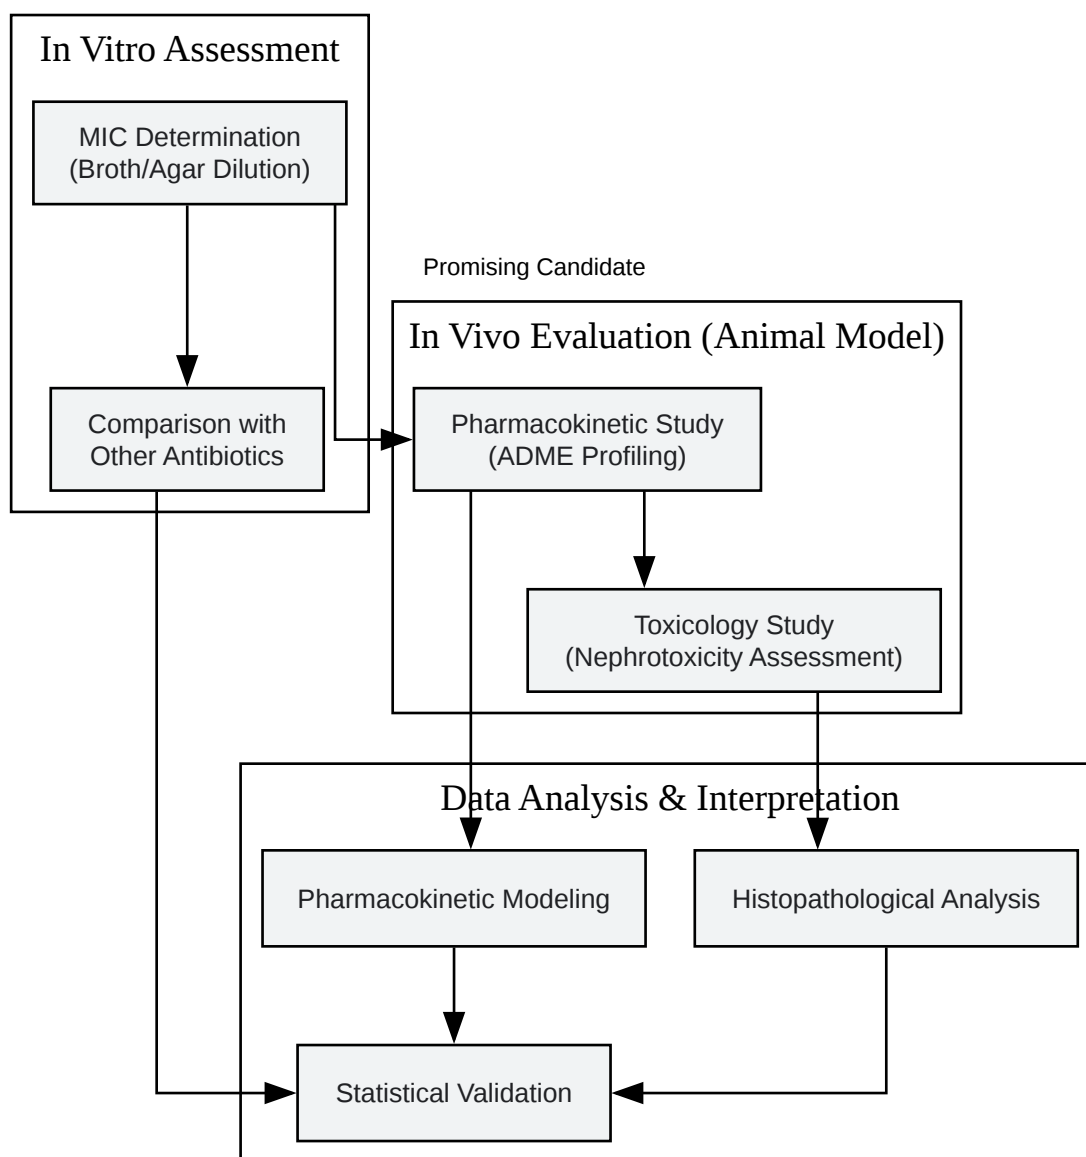 In Vitro Assessment
MIC Determination
(Broth/Agar Dilution)
Promising Candidate
In Vivo Evaluation (Animal Model)
Comparison with
Other Antibiotics
Pharmacokinetic Study
(ADME Profiling)
Toxicology Study
(Nephrotoxicity Assessment)
Data Analysis & Interpretation
Pharmacokinetic Modeling
Histopathological Analysis
Statistical Validation